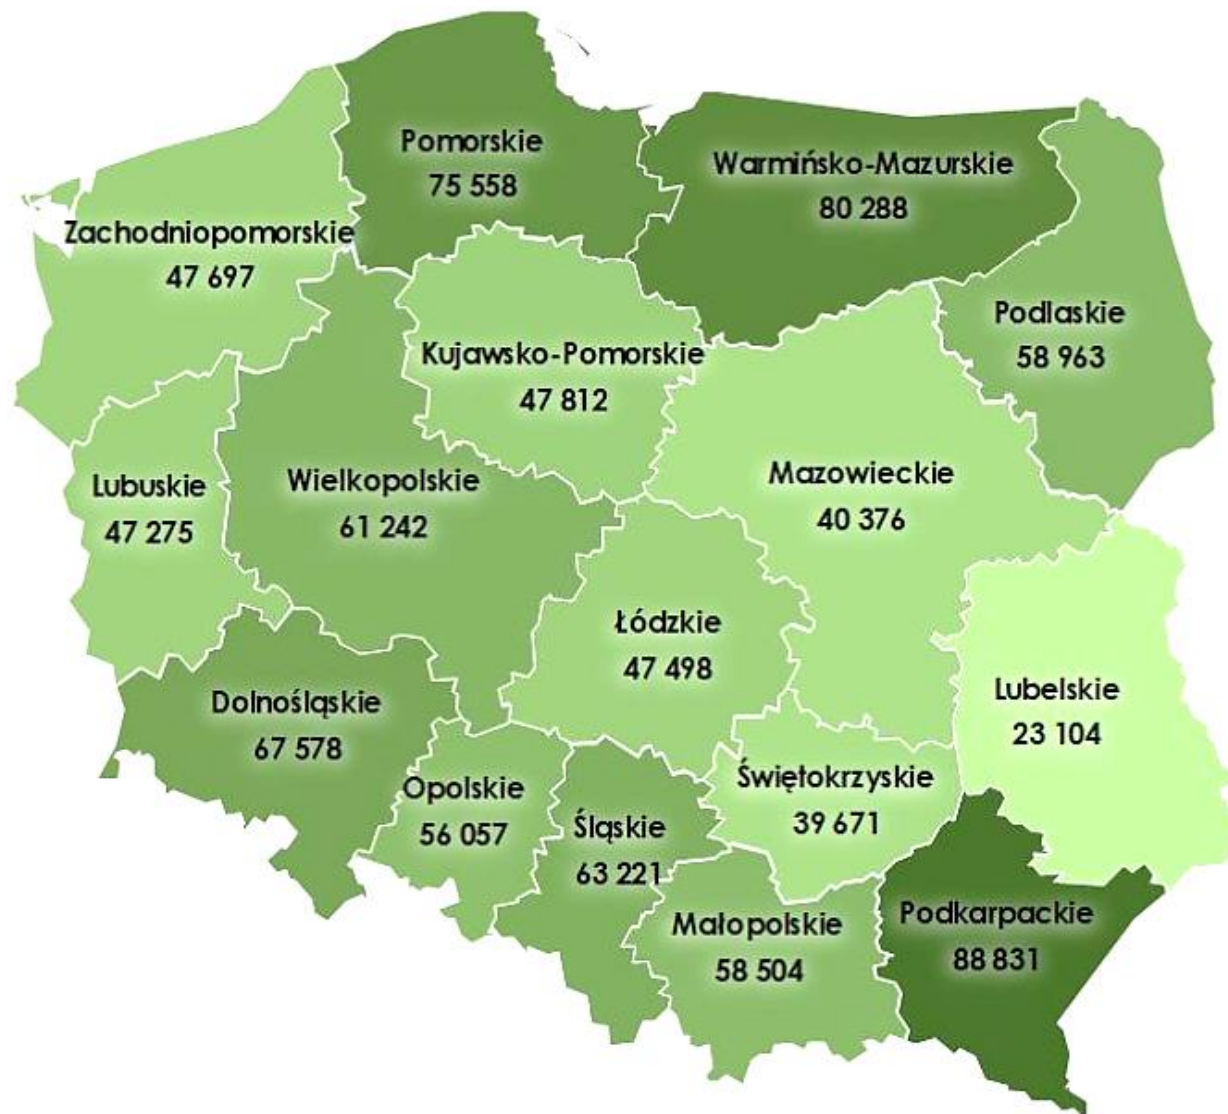 Pomorskie
75 558
Warmińsko-Mazurskie
80 288
Zachodniopomorskie
47 697
Podlaskie
58 963
Kujawsko-Pomorskie
47 812
Lubuskie
47 275
Wielkopolskie
61 242
Mazowieckie
40 376
Łódzkie
47 498
Dolnośląskie
67 578
Lubelskie
23 104
Opolskie
56 057
Śląskie
63 221
Świętokrzyskie
39 671
Małopolskie
58 504
Podkarpackie
88 831